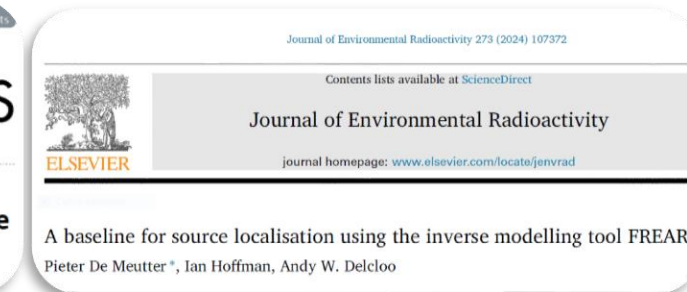 Journal of Environmental Radioactivity 273 (2024) 107372
Contents lists available at ScienceDirect
Journal of Environmental Radioactivity
ELSEVIER
journal homepage: www.elsevier.com/locate/jenvrad
A baseline for source localisation using the inverse modelling tool FREAR
Pieter De Meutter *, Ian Hoffman, Andy W. Delcloo